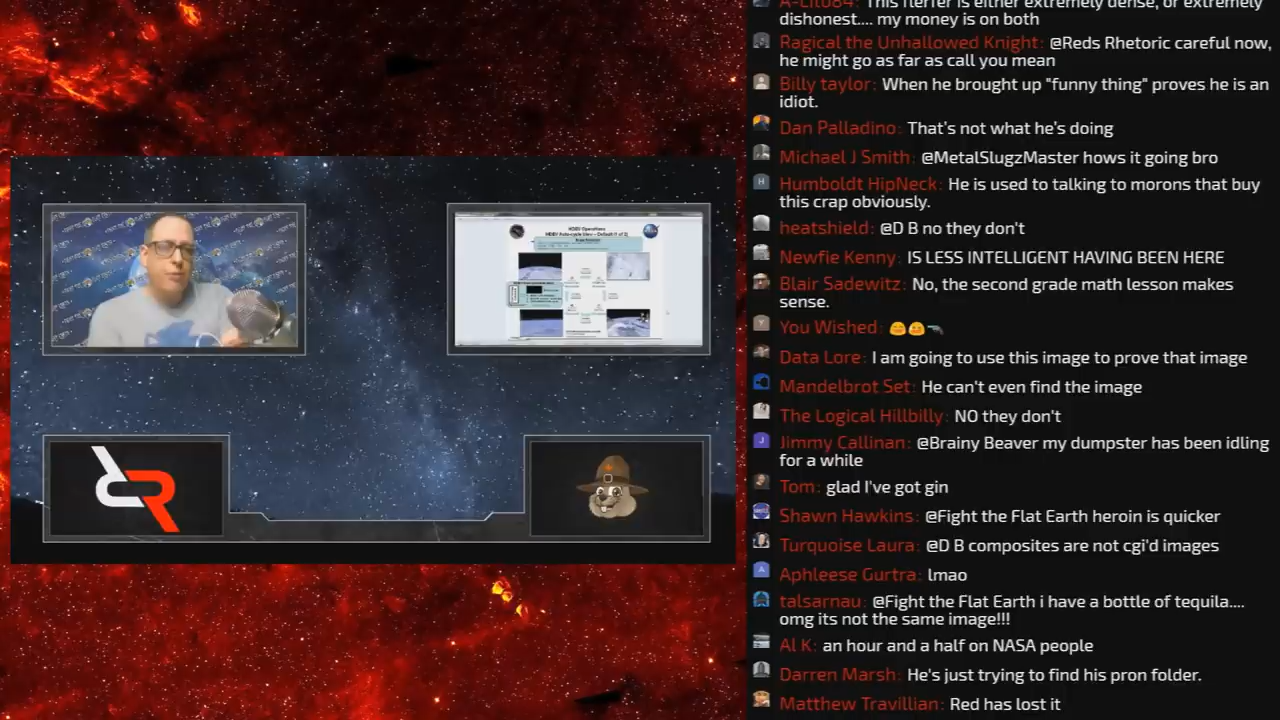 A-Lito84: This flerfer is either extremely dense, or extremely
dishonest.... my money is on both
Ragical the Unhallowed Knight: @Reds Rhetoric careful now,
he might go as far as call you mean
Billy taylor: When he brought up "funny thing" proves he is an
idiot.
Dan Palladino: That's not what he's doing
Michael J Smith: @MetalSlugzMaster hows it going bro
Humboldt HipNeck: He is used to talking to morons that buy
this crap obviously.
heatshield: @D B no they don't
Newfie Kenny: IS LESS INTELLIGENT HAVING BEEN HERE
Blair Sadewitz: No, the second grade math lesson makes
sense.
You Wished:
Data Lore: I am going to use this image to prove that image
Mandelbrot Set: He can't even find the image
The Logical Hillbilly: NO they don't
Jimmy Callinan: @Brainy Beaver my dumpster has been idling
for a while
Tom: glad I've got gin
Shawn Hawkins: @Fight the Flat Earth heroin is quicker
Turquoise Laura: @D B composites are not cgi'd images
Aphleese Gurtra: lmao
talsarnau: @Fight the Flat Earth i have a bottle of tequila....
omg its not the same image!!!
Al K: an hour and a half on NASA people
Darren Marsh: He's just trying to find his pron folder.
Matthew Travillian: Red has lost it
HDEV Operations